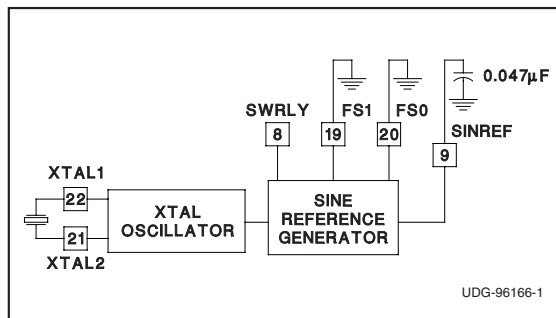 0.047µF
SWRLY FS1 FS0
SINREF
8 19 20
9
XTAL1
22
XTAL
OSCILLATOR
SINE
REFERENCE
GENERATOR
21
XTAL2
UDG-96166-1